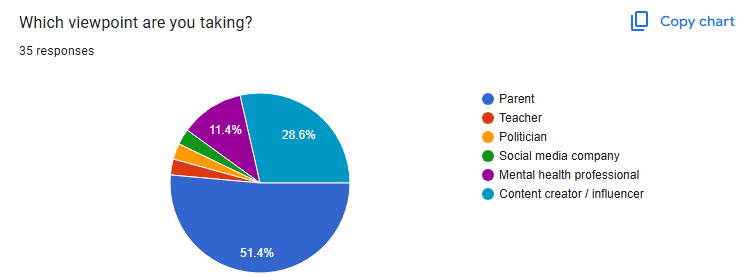 Which viewpoint are you taking?
Copy chart
35 responses
Parent
Teacher
Politician
Social media company
Mental health professional
Content creator / influencer
11.4%
28.6%
51.4%